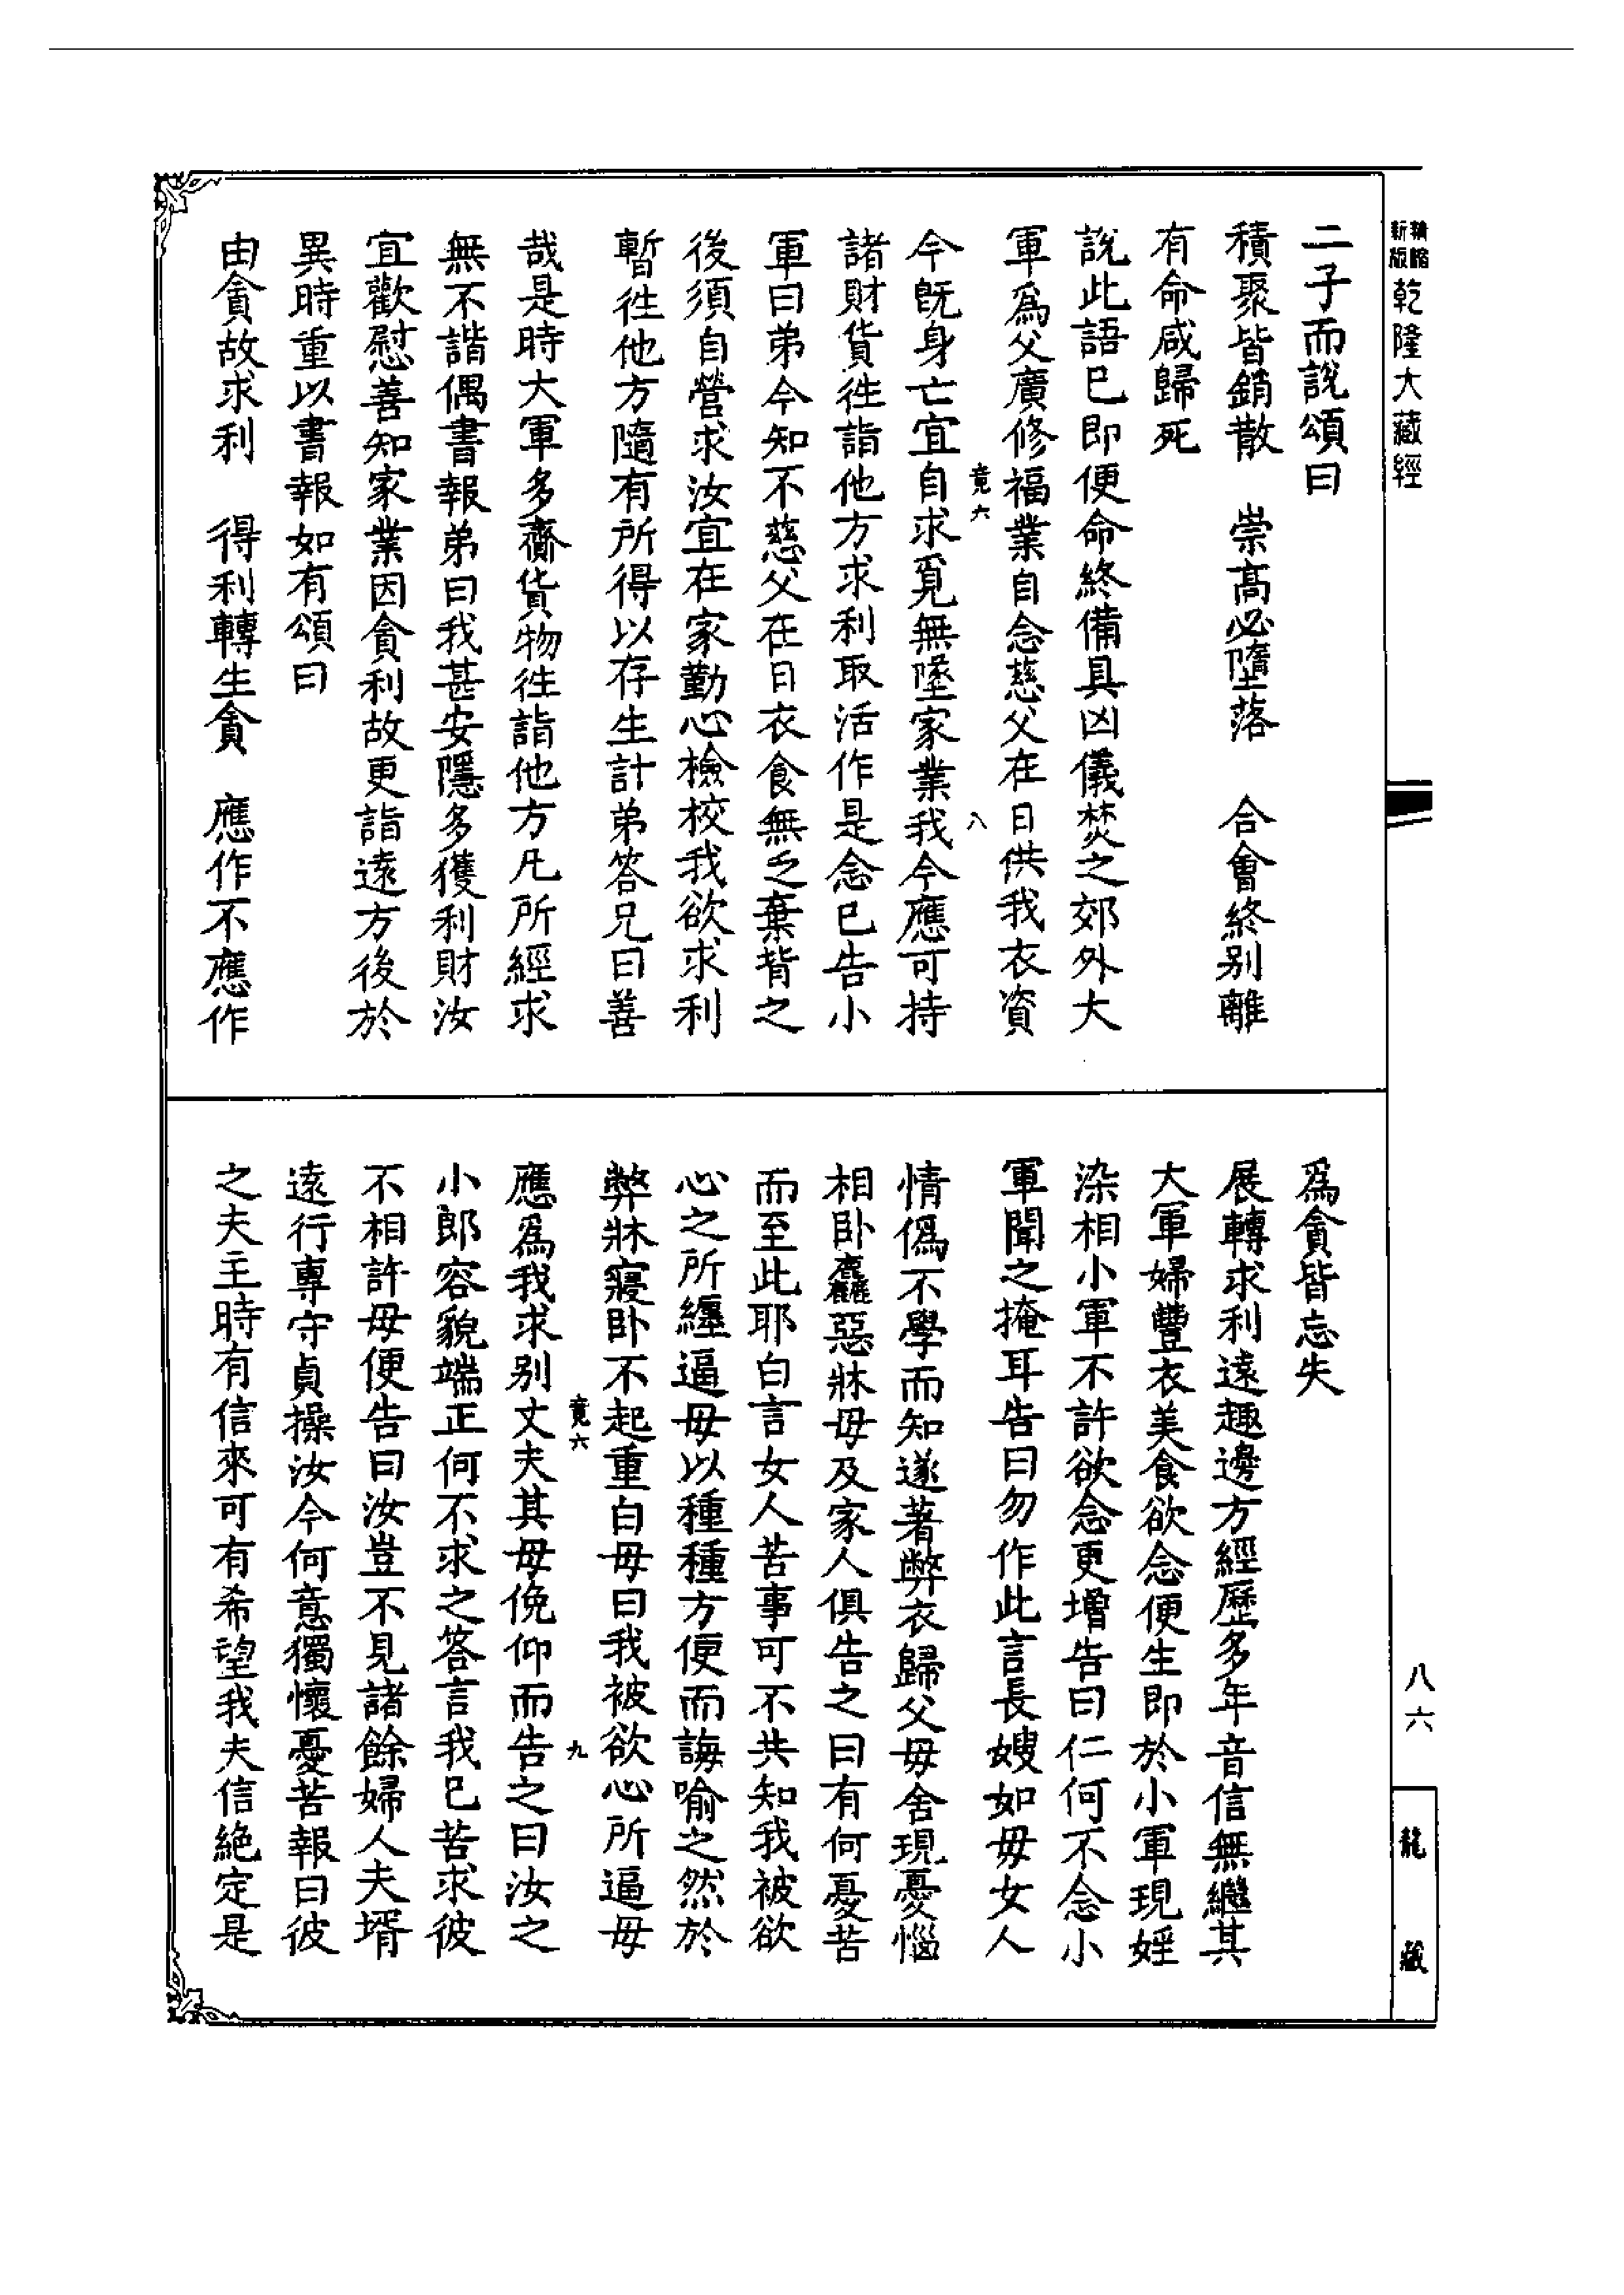 新版精縮乾隆大藏經
二子而說頌曰
積聚皆銷散　崇高必墮落　合會終別離
有命咸歸死
說此語已即便命終備具凶儀焚之郊外大
軍為父廣修福業自念慈父在日供我衣資
竟六　八
今既身亡宜自求覓無墜家業我今應可持
諸財貨往詣他方求利取活作是念已告小
軍曰弟今知不慈父在日衣食無乏棄背之
後須自營求汝宜在家勤心檢校我欲求利
暫往他方隨有所得以存生計弟答兄曰善
哉是時大軍多齎貨物往詣他方凡所經求
無不諧偶書報弟曰我甚安隱多獲利財汝
宜歡慰善知家業因貪利故更詣遠方後於
異時重以書報如有頌曰
由貪故求利　得利轉生貪　應作不應作
為貪皆忘失
展轉求利遠趣邊方經歷多年音信無繼其
大軍婦豐衣美食欲念便生即於小軍現婬
染相小軍不許欲念更增告曰仁何不念小
軍聞之掩耳告曰勿作此言長嫂如母女人
情偽不學而知遂著弊衣歸父母舍現憂惱
相臥麤惡牀母及家人俱告之曰有何憂苦
而至此耶白言女人苦事可不共知我被欲
心之所纏逼母以種種方便而誨喻之然於
弊牀寢臥不起重白母曰我被欲心所逼母
竟六　九
應為我求別丈夫其母俛仰而告之曰汝之
小郎容貌端正何不求之答言我已苦求彼
不相許母便告曰汝豈不見諸餘婦人夫壻
遠行專守貞操汝今何意獨懷憂苦報曰彼
之夫主時有信來可有希望我夫信絕定是
八六
龍藏